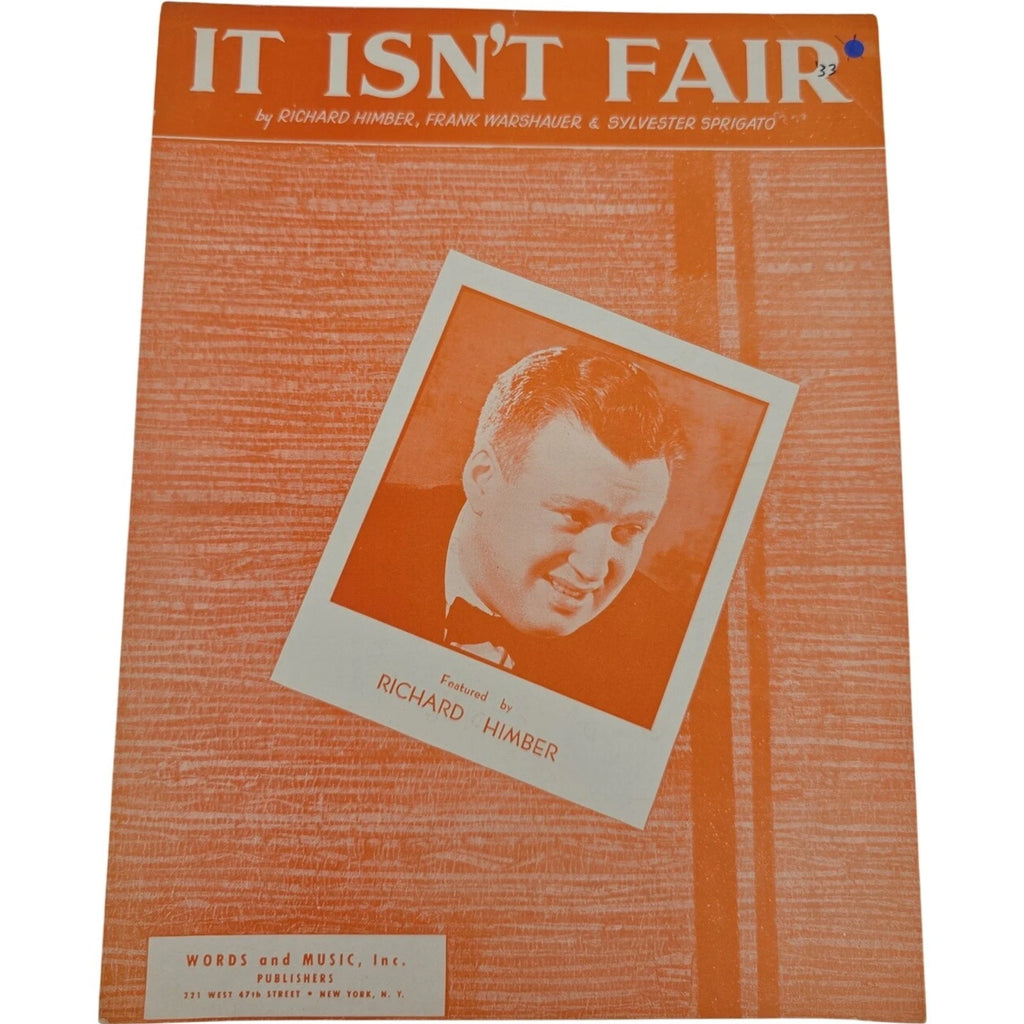 IT ISN'T FAIR
'33
by RICHARD HIMBER, FRANK WARSHAUER & SYLVESTER SPRIGATO
Featured by
RICHARD HIMBER
WORDS and MUSIC, Inc.
PUBLISHERS
221 WEST 47th STREET • NEW YORK, N. Y.